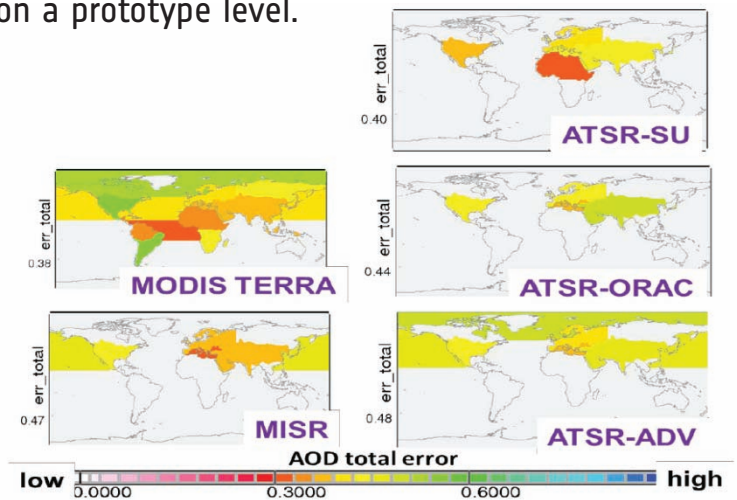 on a prototype level.
err_total
0.40
ATSR-SU
err_total
0.38
MODIS TERRA
err_total
0.44
ATSR-ORAC
err_total
0.47
MISR
err_total
0.48
ATSR-ADV
AOD total error
low 0.0000 0.3000 0.6000 high